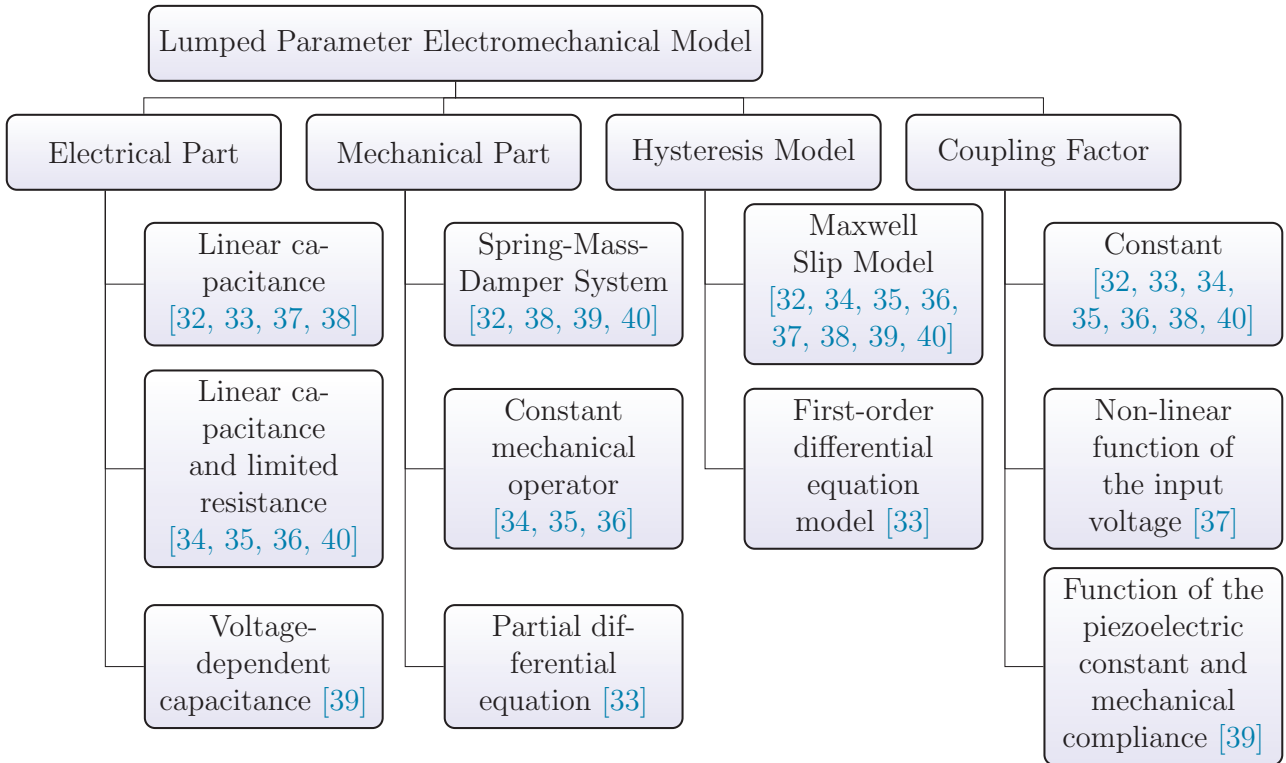 Lumped Parameter Electromechanical Model
Electrical Part
Linear ca-
pacitance
[32, 33, 37, 38]
Linear ca-
pacitance
and limited
resistance
[34, 35, 36, 40]
Voltage-
dependent
capacitance [39]
Mechanical Part
Spring-Mass-
Damper System
[32, 38, 39, 40]
Constant
mechanical
operator
[34, 35, 36]
Partial dif-
ferential
equation [33]
Hysteresis Model
Maxwell
Slip Model
[32, 34, 35, 36,
37, 38, 39, 40]
First-order
differential
equation
model [33]
Coupling Factor
Constant
[32, 33, 34,
35, 36, 38, 40]
Non-linear
function of
the input
voltage [37]
Function of the
piezoelectric
constant and
mechanical
compliance [39]